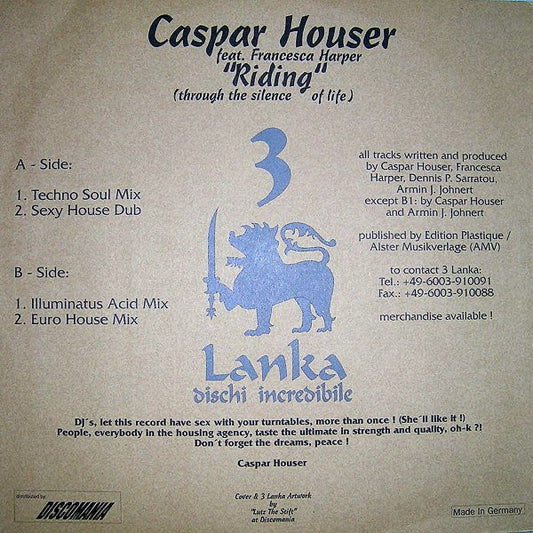 Caspar Houser
feat. Francesca Harper
"Riding"
(through the silence of life)
A - Side:
1. Techno Soul Mix
2. Sexy House Dub
B - Side:
1. Illuminatus Acid Mix
2. Euro House Mix
3
Lanka
dischi incredibile
all tracks written and produced
by Caspar Houser, Francesca
Harper, Dennis P. Sarratou,
Armin J. Johnert
except B1: by Caspar Houser
and Armin J. Johnert
published by Edition Plastique /
Alster Musikverlage (AMV)
to contact 3 Lanka:
Tel.: +49-6003-910091
Fax.: +49-6003-910088
merchandise available !
DJ´s, let this record have sex with your turntables, more than once ! (She´ll like it !)
People, everybody in the housing agency, taste the ultimate in strength and quality, oh-k ?!
Don´t forget the dreams, peace !
Caspar Houser
distributed by:
DISCOMANIA
Cover & 3 Lanka Artwork
by
"Lutz The Stift"
at Discomania
Made In Germany